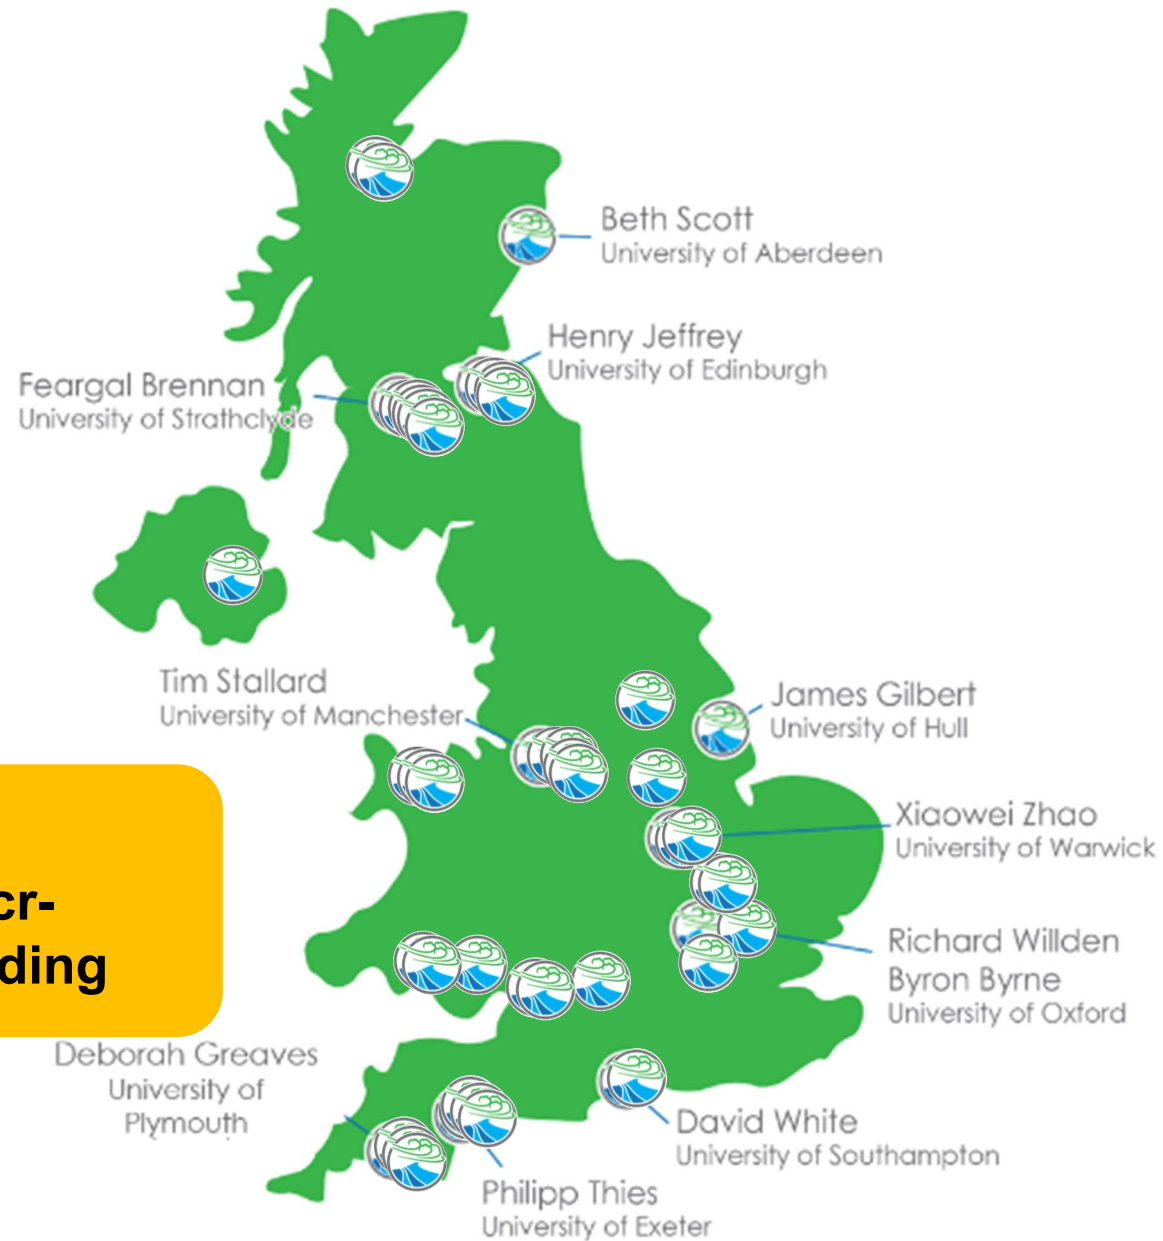 Beth Scott
University of Aberdeen
Henry Jeffrey
University of Edinburgh
Feargal Brennan
University of Strathclyde
Tim Stallard
University of Manchester
James Gilbert
University of Hull
Xiaowei Zhao
University of Warwick
cr-
ding
Richard Willden
Byron Byrne
University of Oxford
Deborah Greaves
University of
Plymouth
David White
University of Southampton
Philipp Thies
University of Exeter